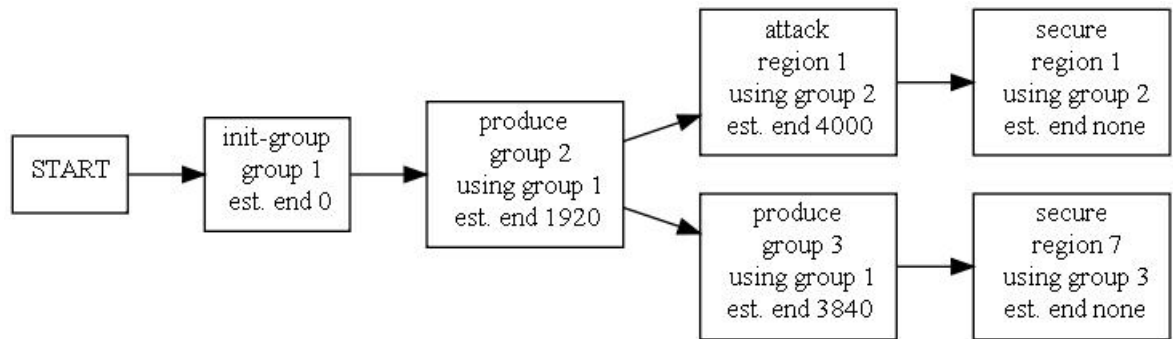 START
init-group
group 1
est. end 0
produce
group 2
using group 1
est. end 1920
attack
region 1
using group 2
est. end 4000
secure
region 1
using group 2
est. end none
produce
group 3
using group 1
est. end 3840
secure
region 7
using group 3
est. end none